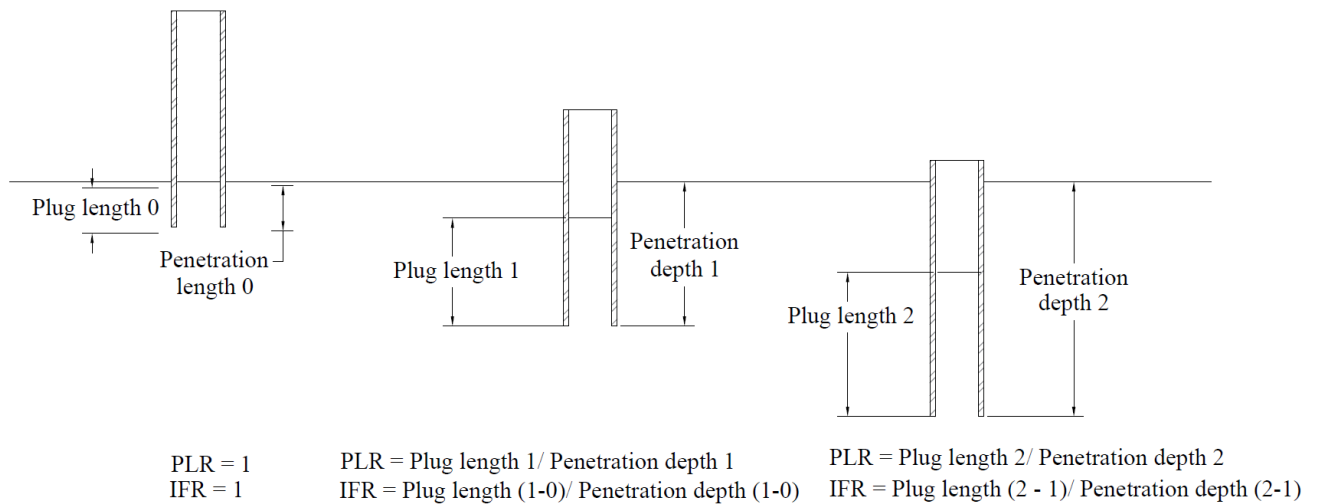 Plug length 0
Penetration
length 0
Plug length 1
Penetration
depth 1
Plug length 2
Penetration
depth 2
PLR = 1
IFR = 1
PLR = Plug length 1/ Penetration depth 1
IFR = Plug length (1-0)/ Penetration depth (1-0)
PLR = Plug length 2/ Penetration depth 2
IFR = Plug length (2 - 1)/ Penetration depth (2-1)